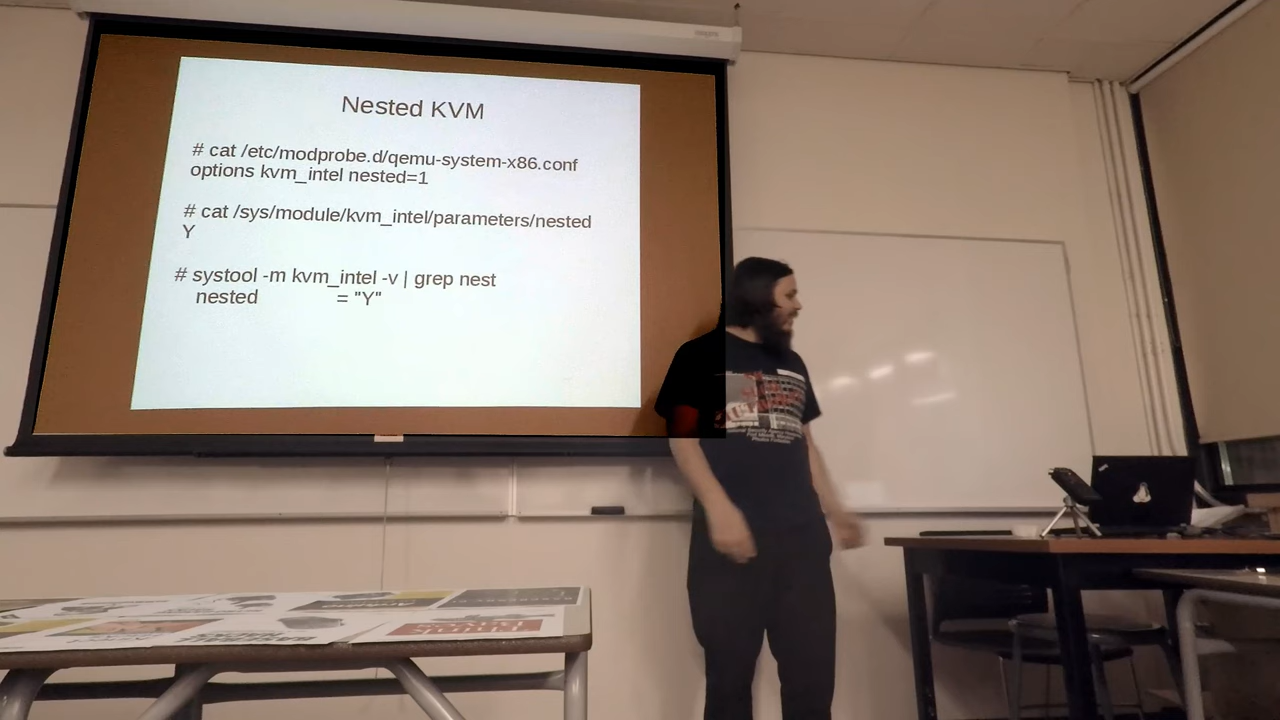 Nested KVM
# cat /etc/modprobe.d/qemu-system-x86.conf
options kvm_intel nested=1
# cat /sys/module/kvm_intel/parameters/nested
Y
# systool -m kvm_intel -v | grep nest
nested = "Y"